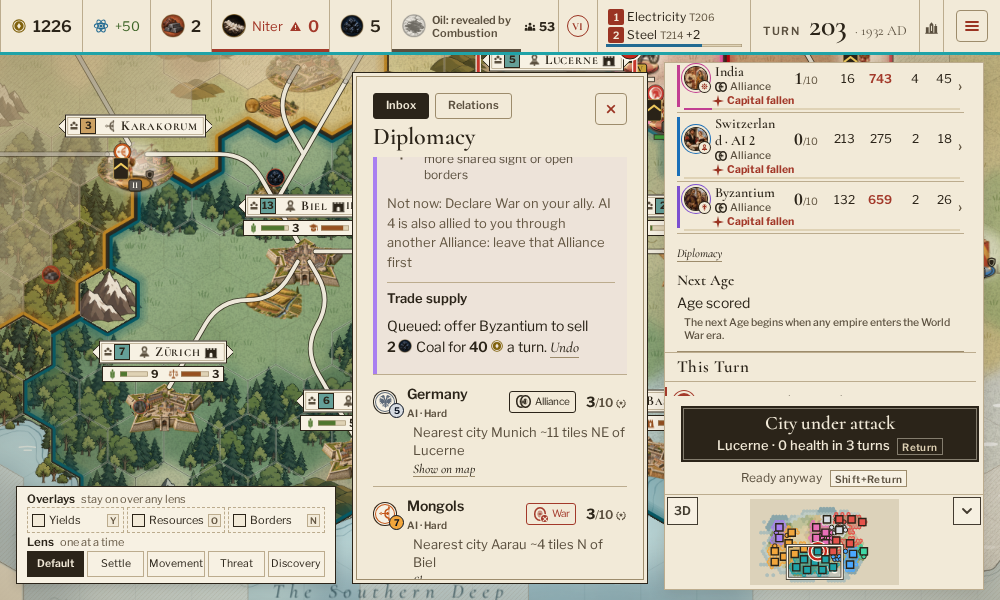 1226
+50
2
Niter 0
5
Oil: revealed by Combustion
53
VI
1 Electricity T206
2 Steel T214 +2
TURN 203 · 1932 AD
5 LUCERNE
3 KARAKORUM
13 BIEL
3
7 ZÜRICH
9 3
6
BA
Inbox
Relations
×
Diplomacy
more shared sight or open
borders
Not now: Declare War on your ally. AI
4 is also allied to you through
another Alliance: leave that Alliance
first
Trade supply
Queued: offer Byzantium to sell
2 Coal for 40 a turn. Undo
Germany
5
AI · Hard
Alliance
3/10
Nearest city Munich ~11 tiles NE of
Lucerne
Show on map
Mongols
7
AI · Hard
War
3/10
Nearest city Aarau ~4 tiles N of
Biel
India 1/10 16 743 4 45 ›
Alliance
Capital fallen
Switzerlan
d · AI 2 0/10 213 275 2 18 ›
Alliance
Capital fallen
Byzantium 0/10 132 659 2 26 ›
Alliance
Capital fallen
Diplomacy
Next Age
Age scored
The next Age begins when any empire enters the World
War era.
This Turn
City under attack
Lucerne · 0 health in 3 turns Return
Ready anyway Shift+Return
3D
Overlays stay on over any lens
Yields Y
Resources O
Borders N
Lens one at a time
Default
Settle
Movement
Threat
Discovery
The Southern Deep